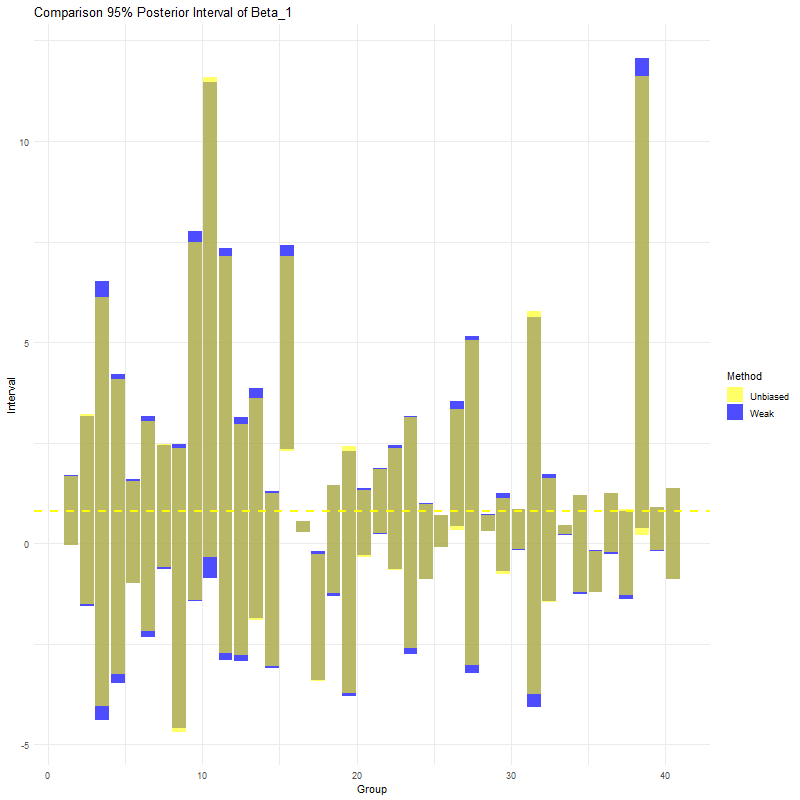 Comparison 95% Posterior Interval of Beta_1
Interval
10
5
0
-5
0
10
20
30
40
Group
Method
Unbiased
Weak